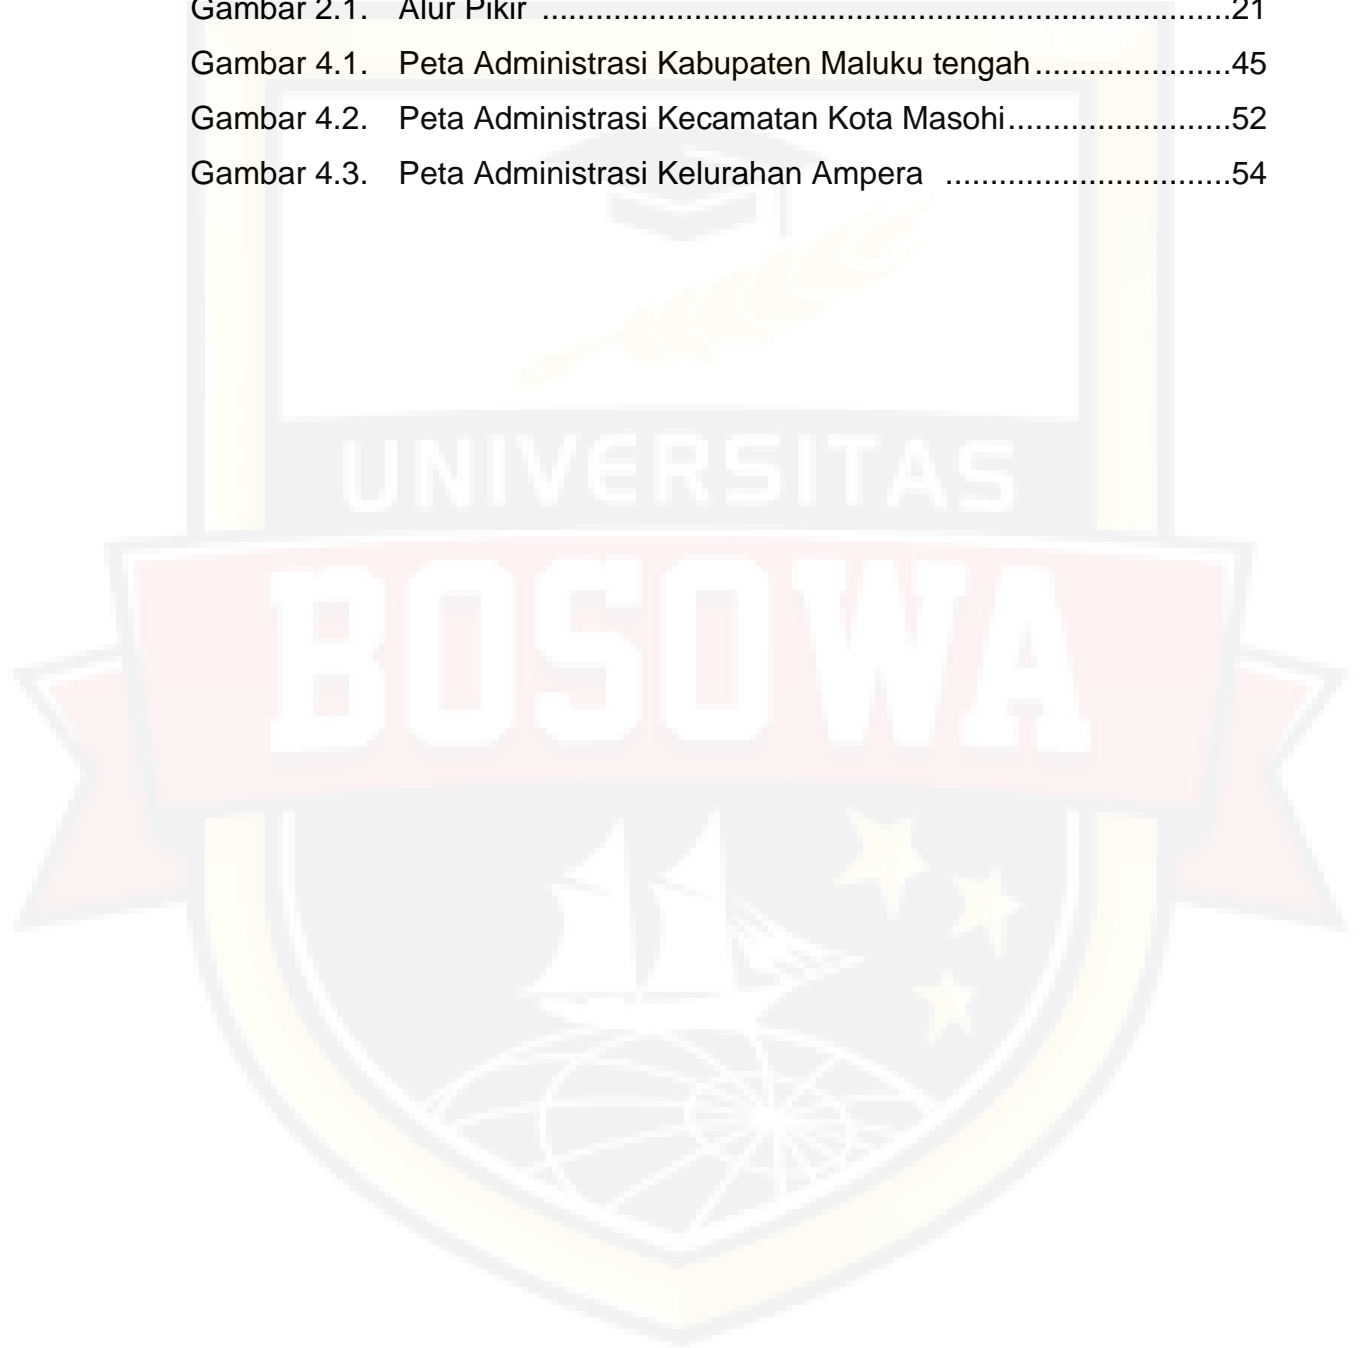 Gambar 2.1. Alur Pikir ..............................................................................21
Gambar 4.1. Peta Administrasi Kabupaten Maluku tengah......................45
Gambar 4.2. Peta Administrasi Kecamatan Kota Masohi.........................52
Gambar 4.3. Peta Administrasi Kelurahan Ampera ................................54
UNIVERSITAS
BOSOWA